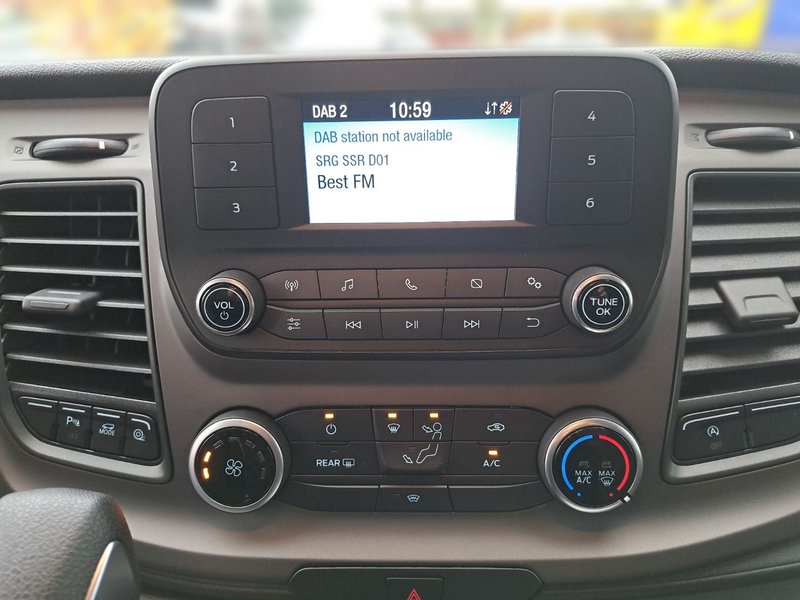 DAB 2 10:59
DAB station not available
SRG SSR D01
Best FM
1
2
3
4
5
6
VOL
TUNE
OK
MODE
OFF
REAR
A/C
MAX
A/C
MAX